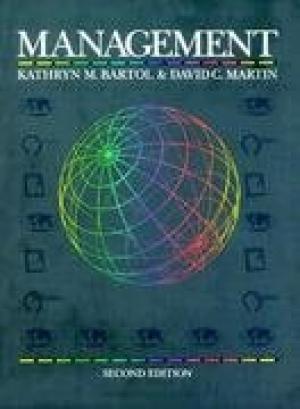 MANAGEMENT
KATHRYN M. BARTOL & DAVID C. MARTIN
SECOND EDITION